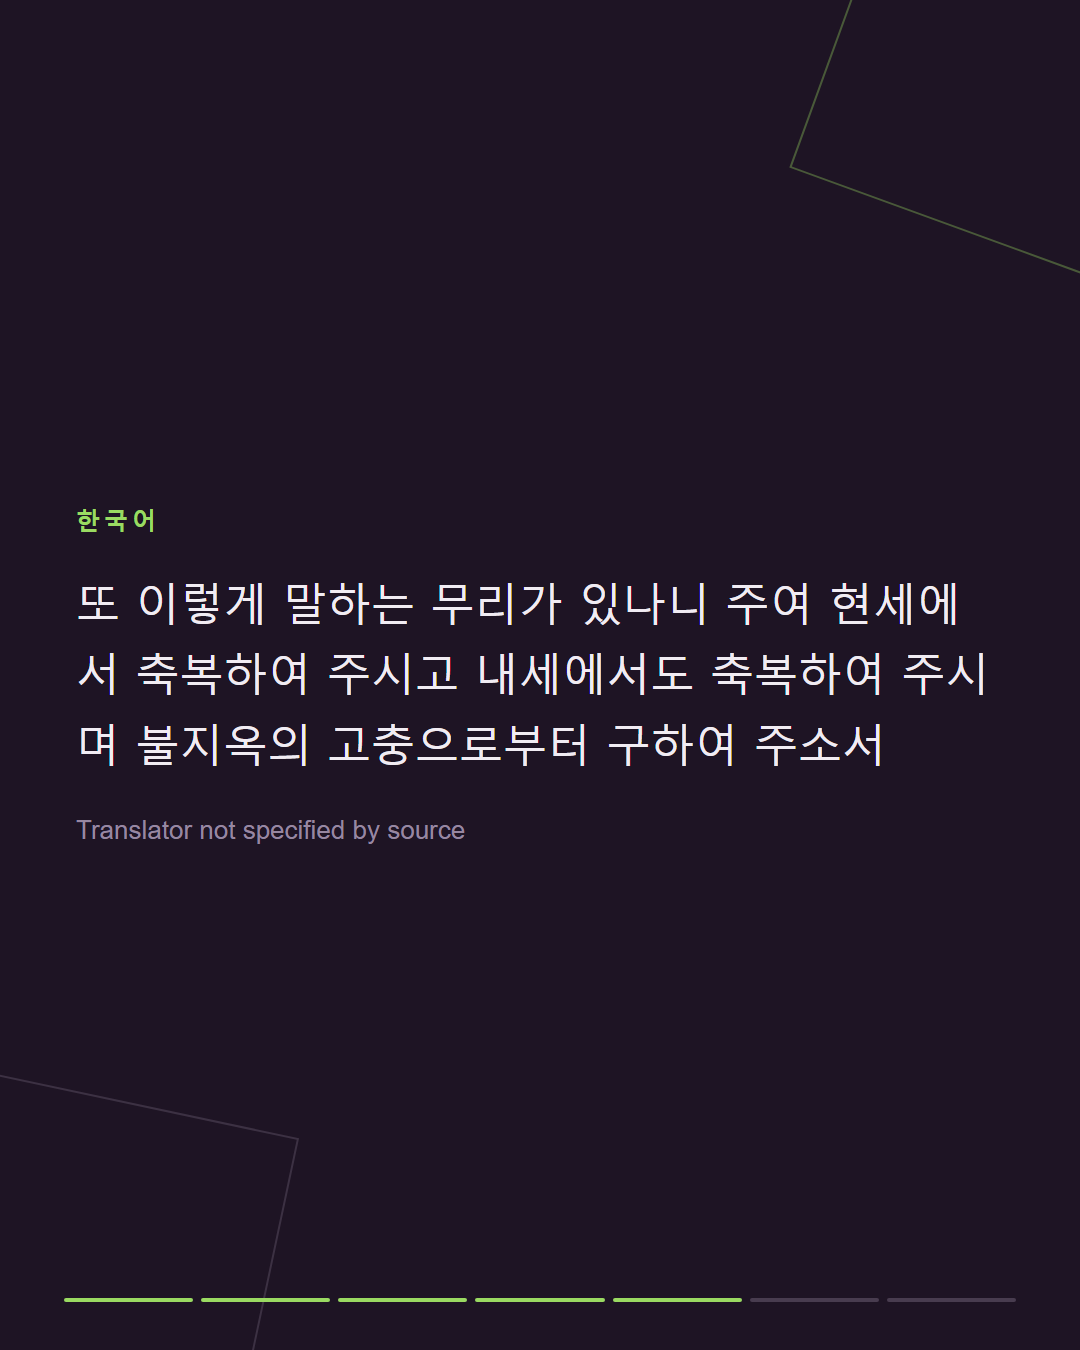 한국어
또 이렇게 말하는 무리가 있나니 주여 현세에
서 축복하여 주시고 내세에서도 축복하여 주시
며 불지옥의 고충으로부터 구하여 주소서
Translator not specified by source